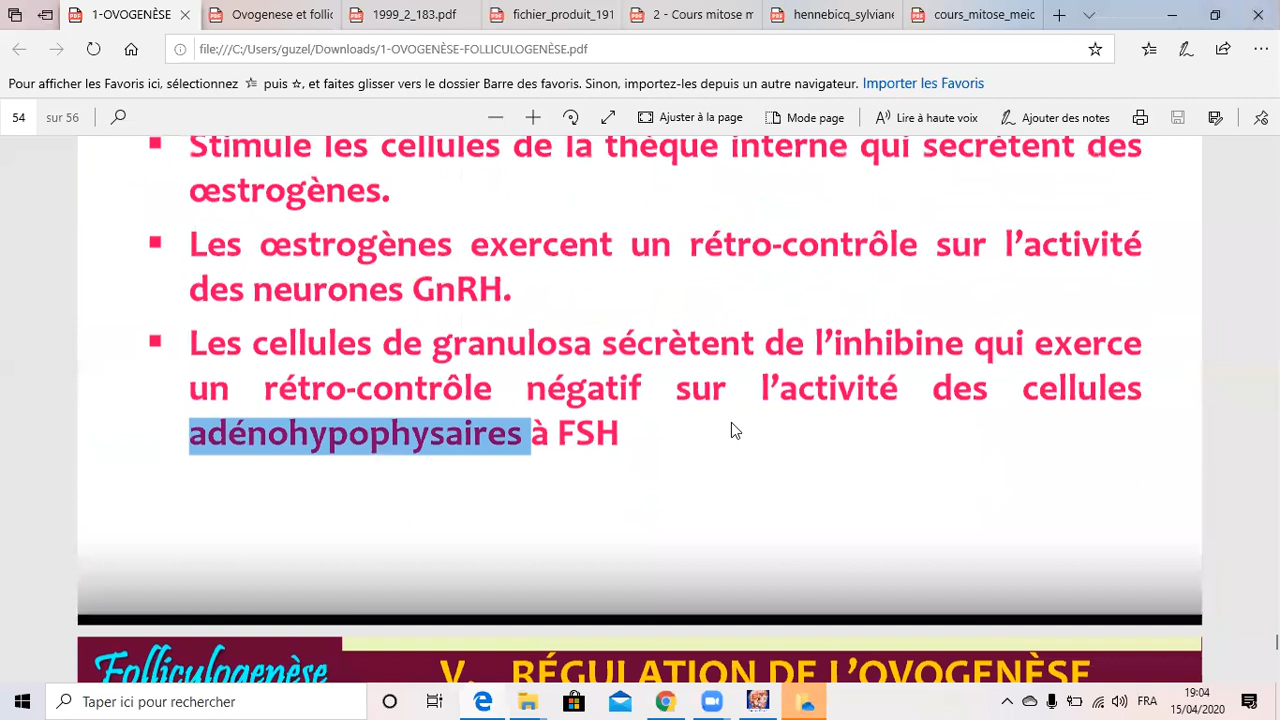 1-OVOGENÈSE
Ovogenese et follic
1999_2_183.pdf
fichier_produit_191
2 - Cours mitose m
hennebicq_sylviane
cours_mitose_meic
file:///C:/Users/guzel/Downloads/1-OVOGENÈSE-FOLLICULOGENÈSE.pdf
Pour afficher les Favoris ici, sélectionnez puis ☆, et faites glisser vers le dossier Barre des favoris. Sinon, importez-les depuis un autre navigateur. Importer les Favoris
54 sur 56
Ajuster à la page
Mode page
Lire à haute voix
Ajouter des notes
Stimule les cellules de la thèque interne qui secrètent des
œstrogènes.
Les œstrogènes exercent un rétro-contrôle sur l’activité
des neurones GnRH.
Les cellules de granulosa sécrètent de l’inhibine qui exerce
un rétro-contrôle négatif sur l’activité des cellules
adénohypophysaires à FSH
Folliculogenèse
V. RÉGULATION DE L’OVOGENÈSE
Taper ici pour rechercher
FRA
19:04
15/04/2020